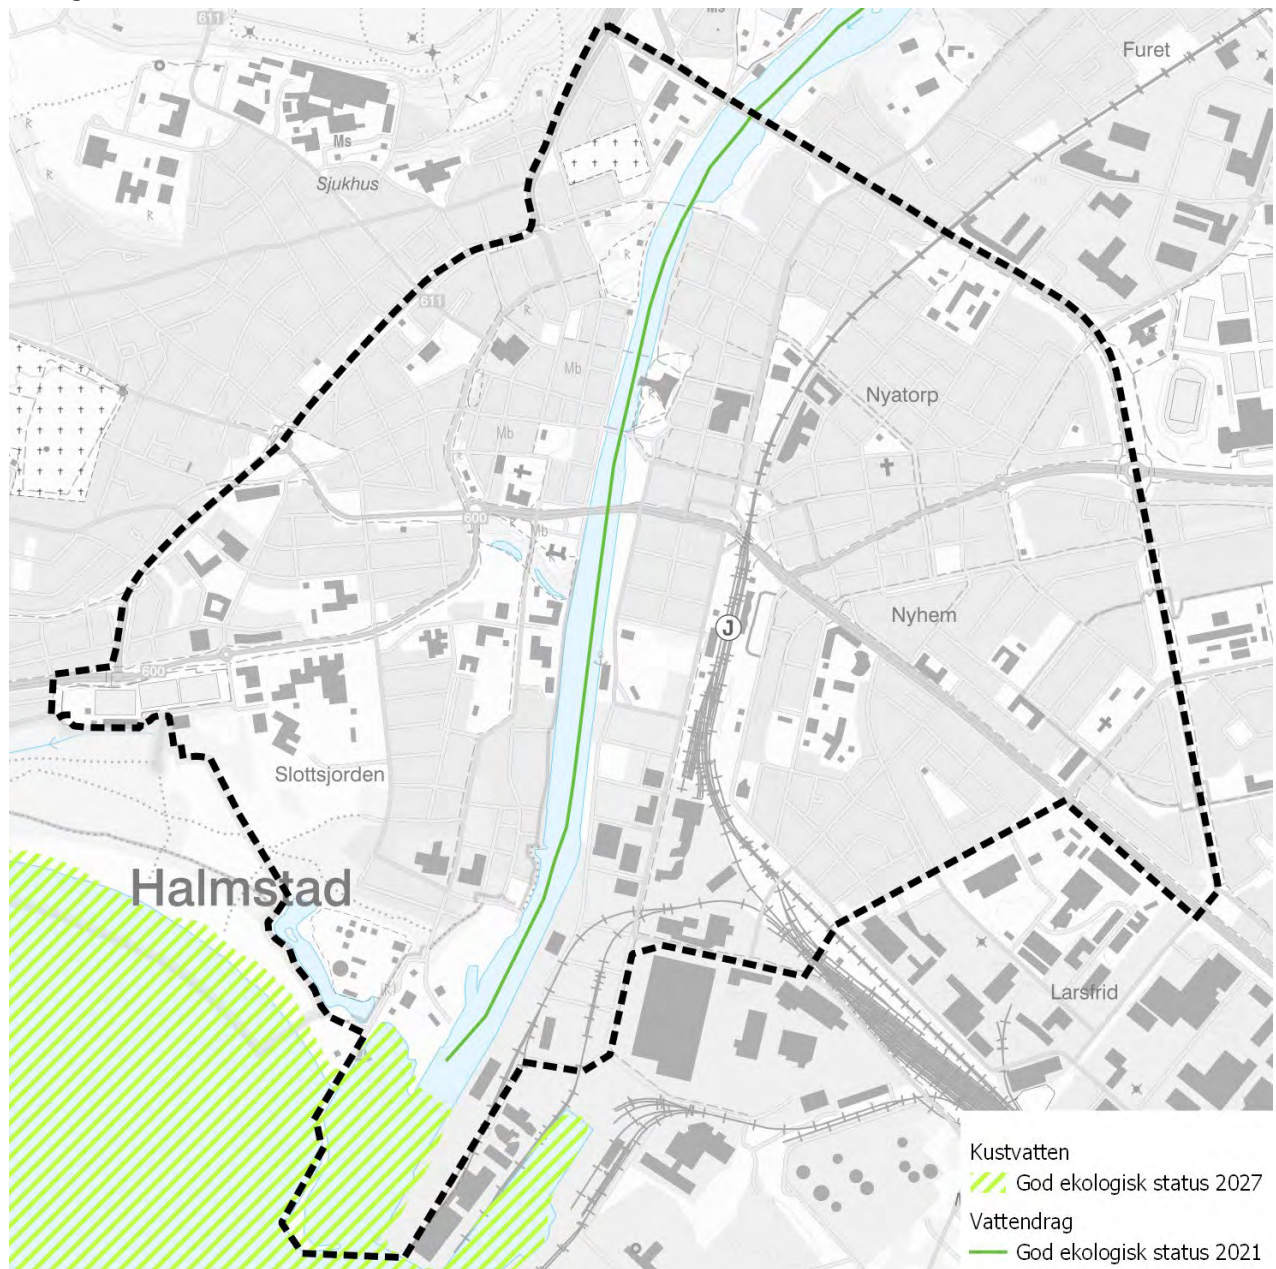 611
Ms
Furet
Ms
Sjukhus
R
R
R
R
611
R
Mb
R
Nyatorp
Mb
600
R
Mb
J
Nyhem
600
Slottsjorden
Halmstad
Larsfrid
Kustvatten
God ekologisk status 2027
Vattendrag
God ekologisk status 2021